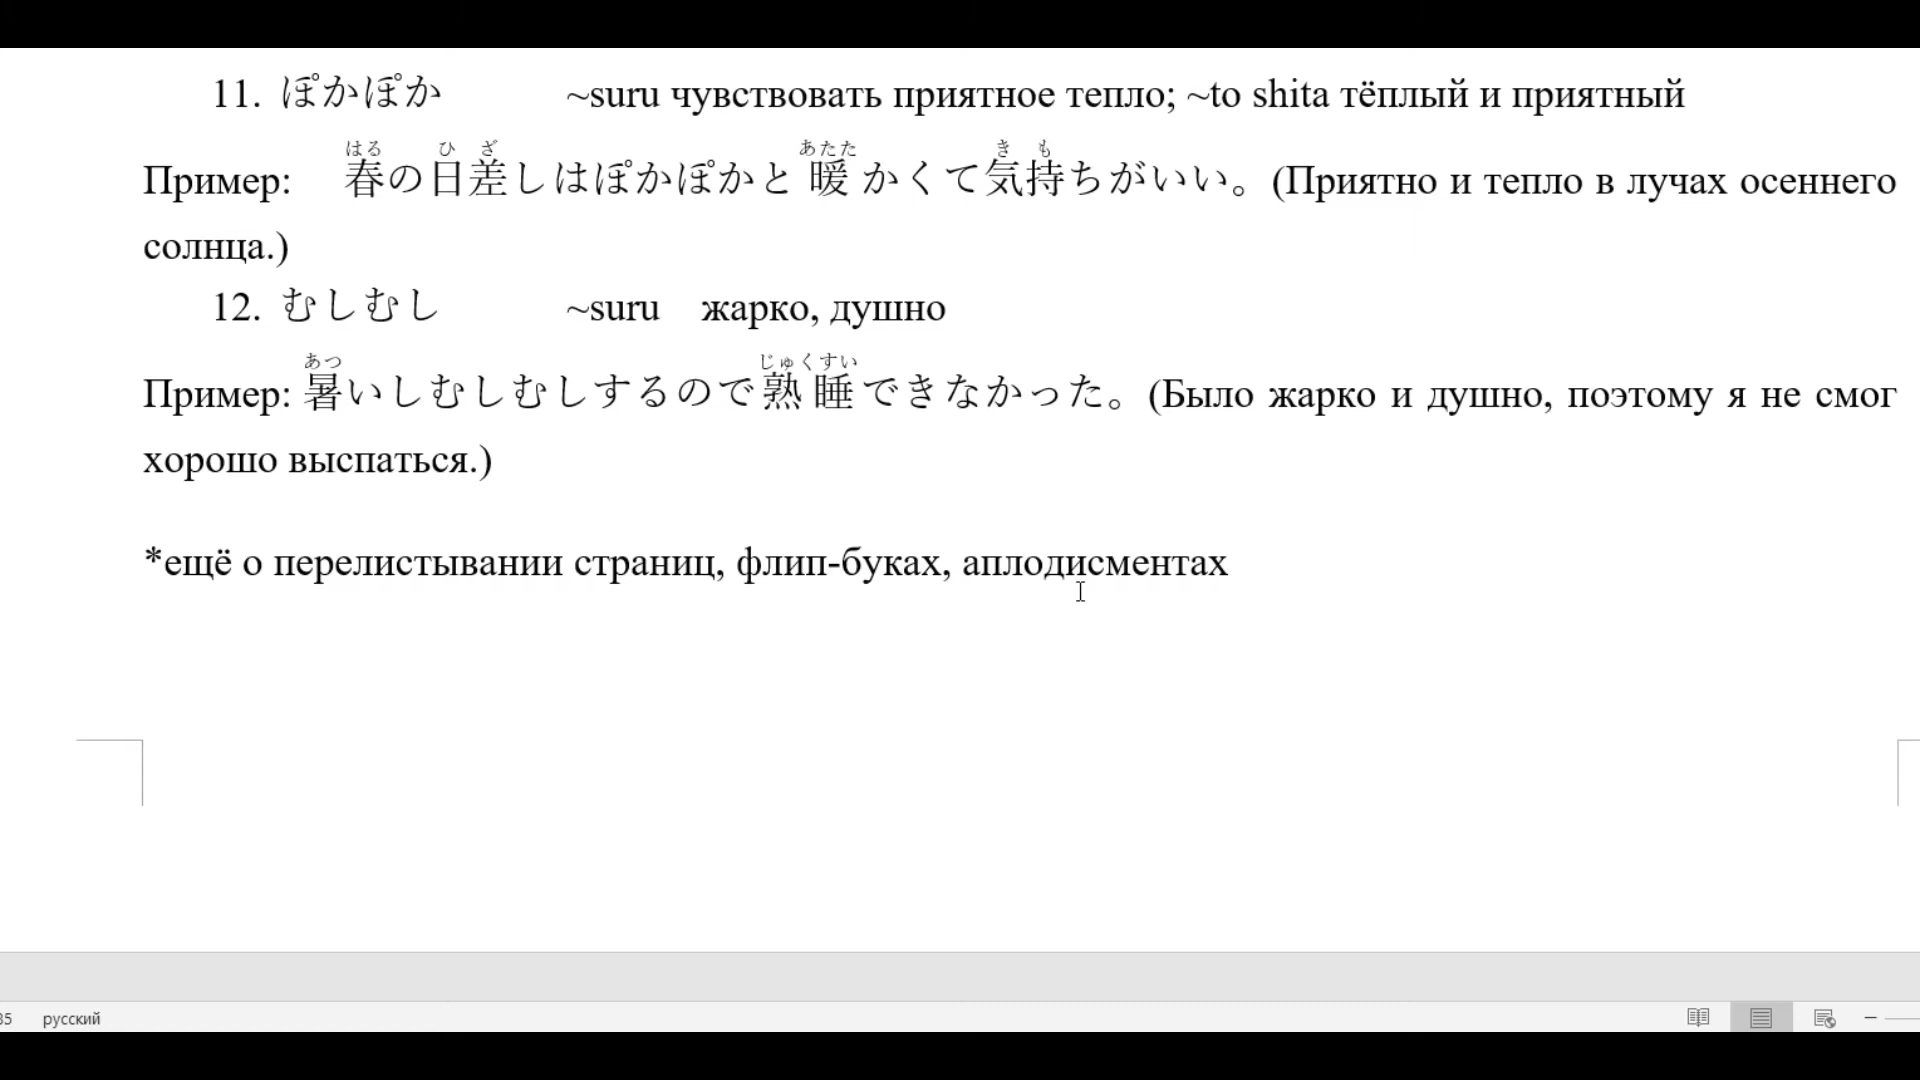 11. ぽかぽか ~suru чувствовать приятное тепло; ~to shita тёплый и приятный
はる ひ ざ あたた き も
Пример: 春の日差しはぽかぽかと暖かくて気持ちがいい。(Приятно и тепло в лучах осеннего
солнца.)
12. むしむし ~suru жарко, душно
あつ じゅくすい
Пример: 暑いしむしむしするので熟睡できなかった。(Было жарко и душно, поэтому я не смог
хорошо выспаться.)
*ещё о перелистывании страниц, флип-буках, аплодисментах
35 русский